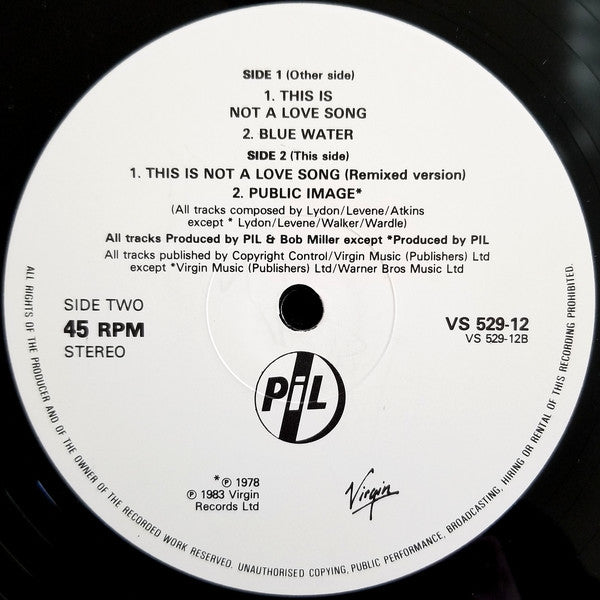 SIDE 1 (Other side)
1. THIS IS
NOT A LOVE SONG
2. BLUE WATER
SIDE 2 (This side)
1. THIS IS NOT A LOVE SONG (Remixed version)
2. PUBLIC IMAGE*
(All tracks composed by Lydon/Levene/Atkins
except * Lydon/Levene/Walker/Wardle)
All tracks Produced by PIL & Bob Miller except *Produced by PIL
All tracks published by Copyright Control/Virgin Music (Publishers) Ltd
except *Virgin Music (Publishers) Ltd/Warner Bros Music Ltd
SIDE TWO
45 RPM
STEREO
VS 529-12
VS 529-12B
PiL
*℗ 1978
℗ 1983 Virgin
Records Ltd
Virgin
ALL RIGHTS OF THE PRODUCER AND OF THE OWNER OF THE RECORDED WORK RESERVED. UNAUTHORISED COPYING, PUBLIC PERFORMANCE, BROADCASTING, HIRING OR RENTAL OF THIS RECORDING PROHIBITED.